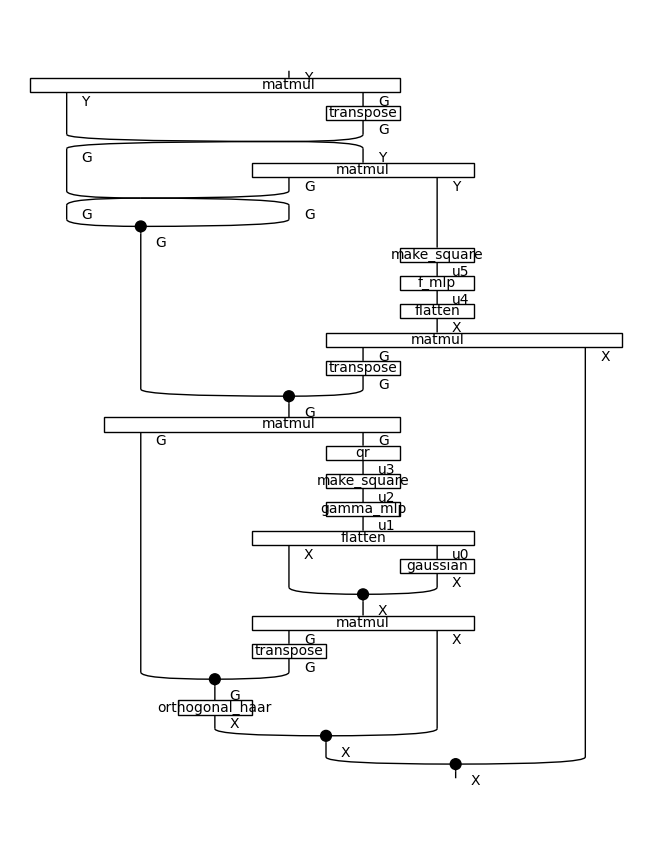 Y
matmul
Y G
transpose
G
G Y
matmul
G Y
G G
G
make_square
u5
f_mlp
u4
flatten
X
matmul
G X
transpose
G
G
matmul
G G
qr
u3
make_square
u2
gamma_mlp
u1
flatten
X u0
gaussian
X
X
matmul
G X
transpose
G
G
orthogonal_haar
X
X
X